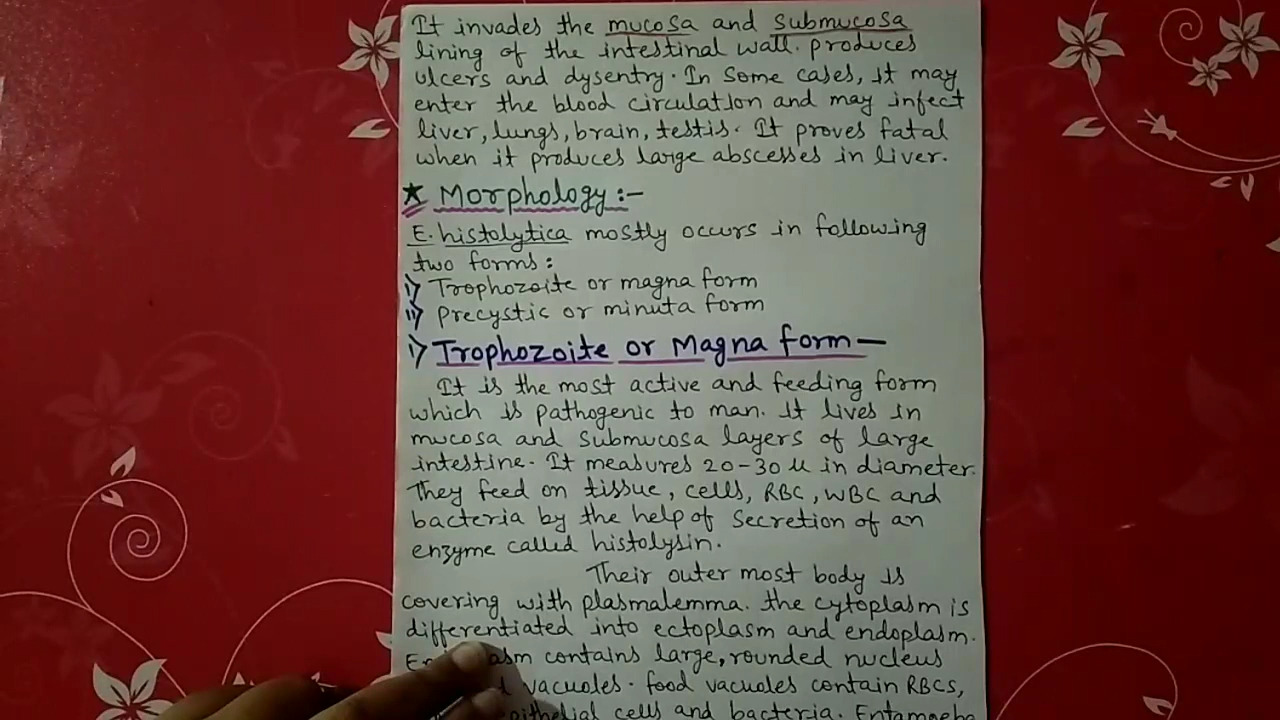 It invades the mucosa and submucosa
lining of the intestinal wall. produces
ulcers and dysentry. In some cases, it may
enter the blood circulation and may infect
liver, lungs, brain, testis. It proves fatal
when it produces large abscesses in liver.
★ Morphology:-
E. histolytica mostly occurs in following
two forms:
i) Trophozoite or magna form
ii) Precystic or minuta form
i) Trophozoite or Magna form—
It is the most active and feeding form
which is pathogenic to man. It lives in
mucosa and submucosa layers of large
intestine. It measures 20-30 µ in diameter.
They feed on tissue, cells, RBC, WBC and
bacteria by the help of secretion of an
enzyme called histolysin.
Their outer most body is
covering with plasmalemma. the cytoplasm is
differentiated into ectoplasm and endoplasm.
contains large, rounded nucleus
vacuoles. food vacuoles contain RBCs,
epithelial cells and bacteria. Entamoeba